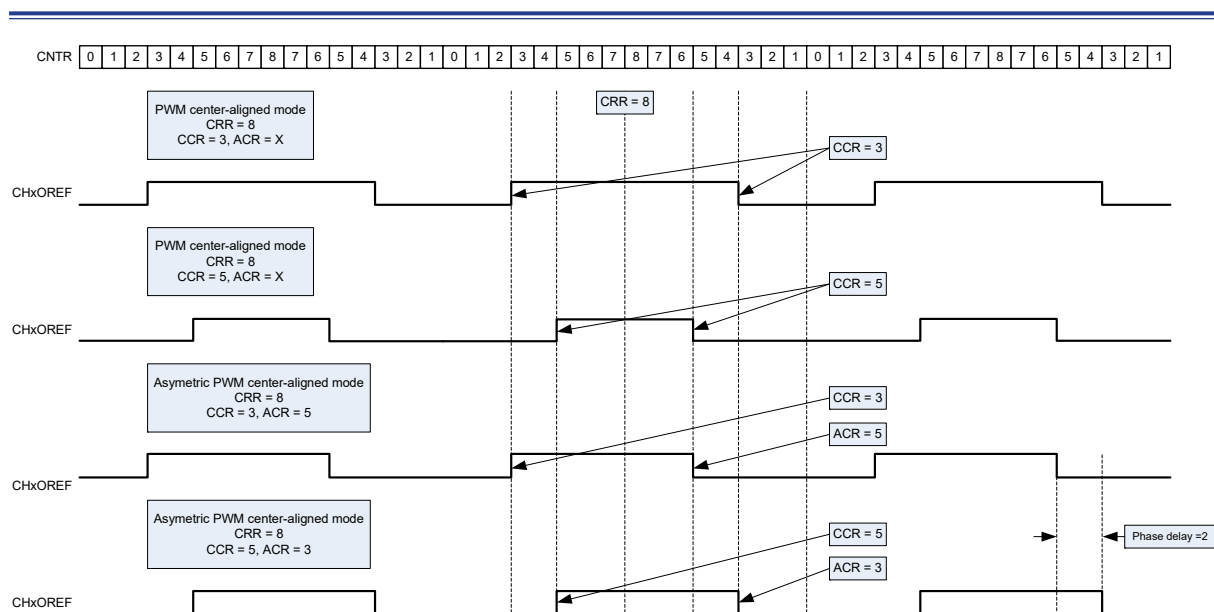 CNTR 0 1 2 3 4 5 6 7 8 7 6 5 4 3 2 1 0 1 2 3 4 5 6 7 8 7 6 5 4 3 2 1 0 1 2 3 4 5 6 7 8 7 6 5 4 3 2 1
PWM center-aligned mode
CRR = 8
CCR = 3, ACR = X
CRR = 8
CCR = 3
CHxOREF
PWM center-aligned mode
CRR = 8
CCR = 5, ACR = X
CCR = 5
CHxOREF
Asymetric PWM center-aligned mode
CRR = 8
CCR = 3, ACR = 5
CCR = 3
ACR = 5
CHxOREF
Asymetric PWM center-aligned mode
CRR = 8
CCR = 5, ACR = 3
CCR = 5
Phase delay =2
ACR = 3
CHxOREF